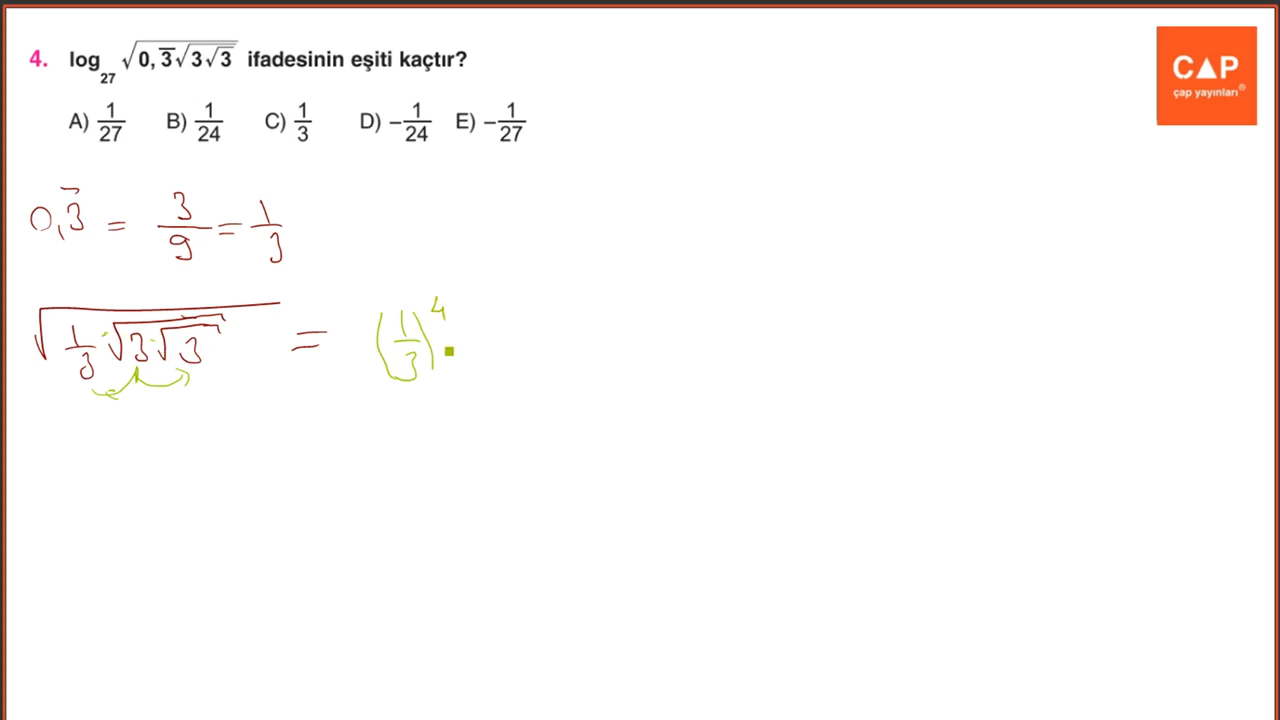 4. log₂₇ √(0,3̅√(3√3)) ifadesinin eşiti kaçtır?
A) 1/27 B) 1/24 C) 1/3 D) –1/24 E) –1/27
ÇAP
çap yayınları®
0,3̅ = 3/9 = 1/3
√(1/3 · √(3 · √3)) = (1/3)⁴ ·